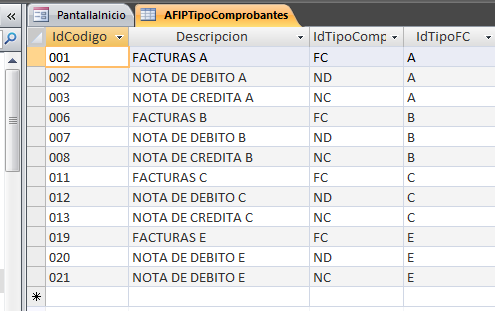 PantallaInicio AFIPTipoComprobantes
IdCodigo Descripcion IdTipoComp IdTipoFC
001 FACTURAS A FC A
002 NOTA DE DEBITO A ND A
003 NOTA DE CREDITA A NC A
006 FACTURAS B FC B
007 NOTA DE DEBITO B ND B
008 NOTA DE CREDITA B NC B
011 FACTURAS C FC C
012 NOTA DE DEBITO C ND C
013 NOTA DE CREDITA C NC C
019 FACTURAS E FC E
020 NOTA DE DEBITO E ND E
021 NOTA DE DEBITO E NC E